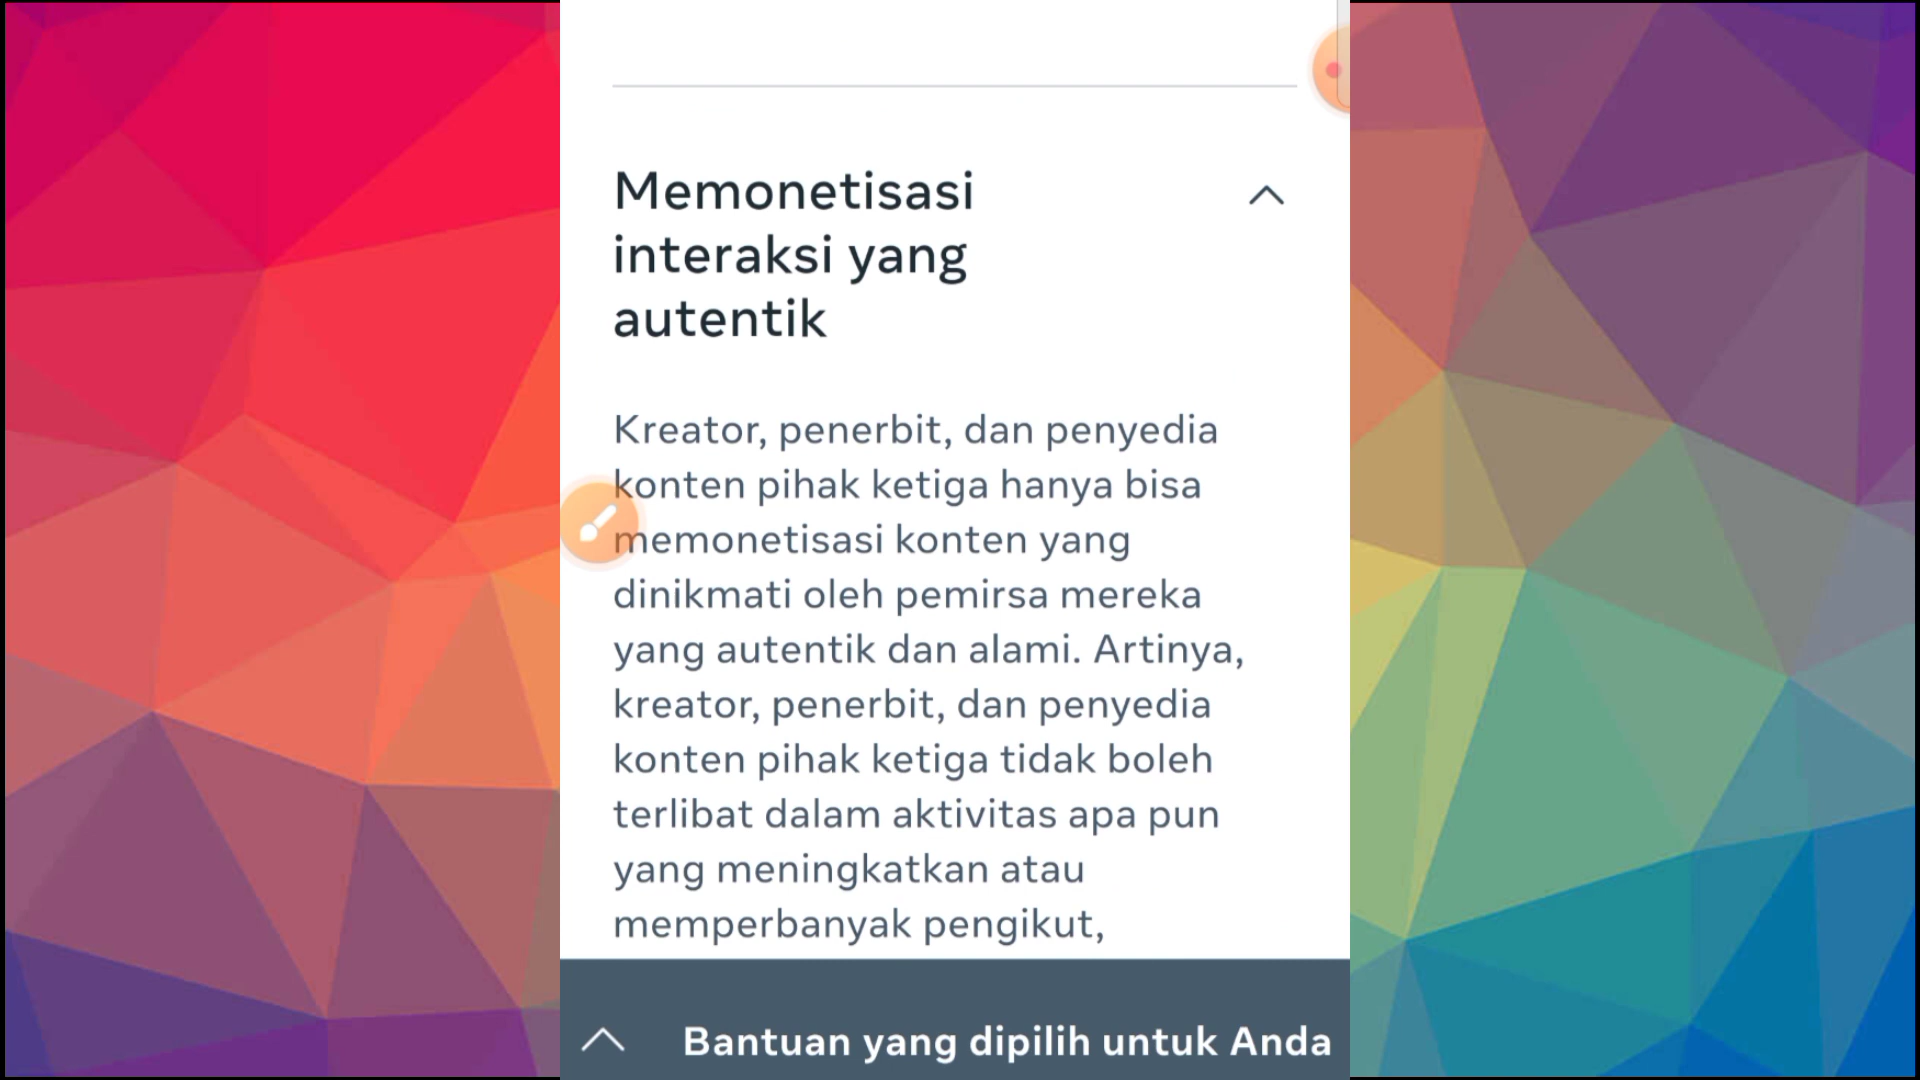 Memonetisasi
interaksi yang
autentik
Kreator, penerbit, dan penyedia
konten pihak ketiga hanya bisa
memonetisasi konten yang
dinikmati oleh pemirsa mereka
yang autentik dan alami. Artinya,
kreator, penerbit, dan penyedia
konten pihak ketiga tidak boleh
terlibat dalam aktivitas apa pun
yang meningkatkan atau
memperbanyak pengikut,
Bantuan yang dipilih untuk Anda